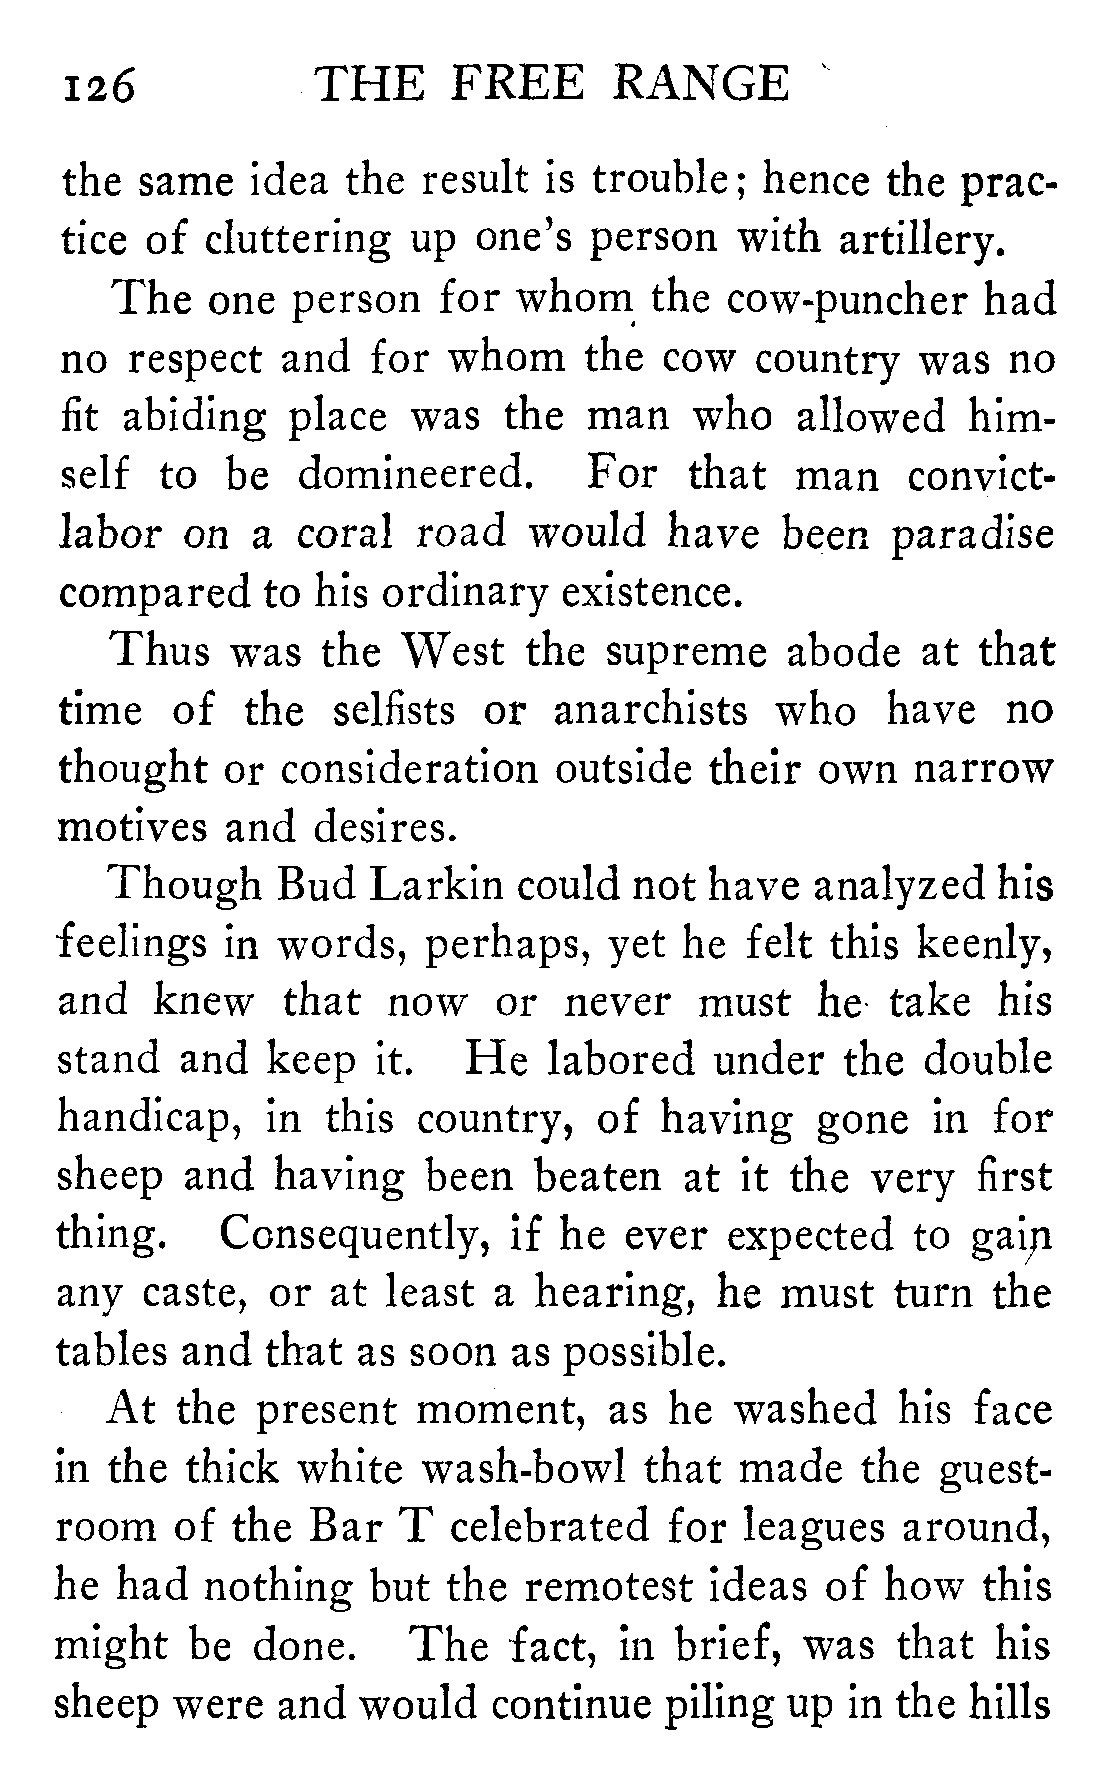 126 THE FREE RANGE
the same idea the result is trouble; hence the prac-
tice of cluttering up one's person with artillery.
The one person for whom the cow-puncher had
no respect and for whom the cow country was no
fit abiding place was the man who allowed him-
self to be domineered. For that man convict-
labor on a coral road would have been paradise
compared to his ordinary existence.
Thus was the West the supreme abode at that
time of the selfists or anarchists who have no
thought or consideration outside their own narrow
motives and desires.
Though Bud Larkin could not have analyzed his
feelings in words, perhaps, yet he felt this keenly,
and knew that now or never must he take his
stand and keep it. He labored under the double
handicap, in this country, of having gone in for
sheep and having been beaten at it the very first
thing. Consequently, if he ever expected to gain
any caste, or at least a hearing, he must turn the
tables and that as soon as possible.
At the present moment, as he washed his face
in the thick white wash-bowl that made the guest-
room of the Bar T celebrated for leagues around,
he had nothing but the remotest ideas of how this
might be done. The fact, in brief, was that his
sheep were and would continue piling up in the hills